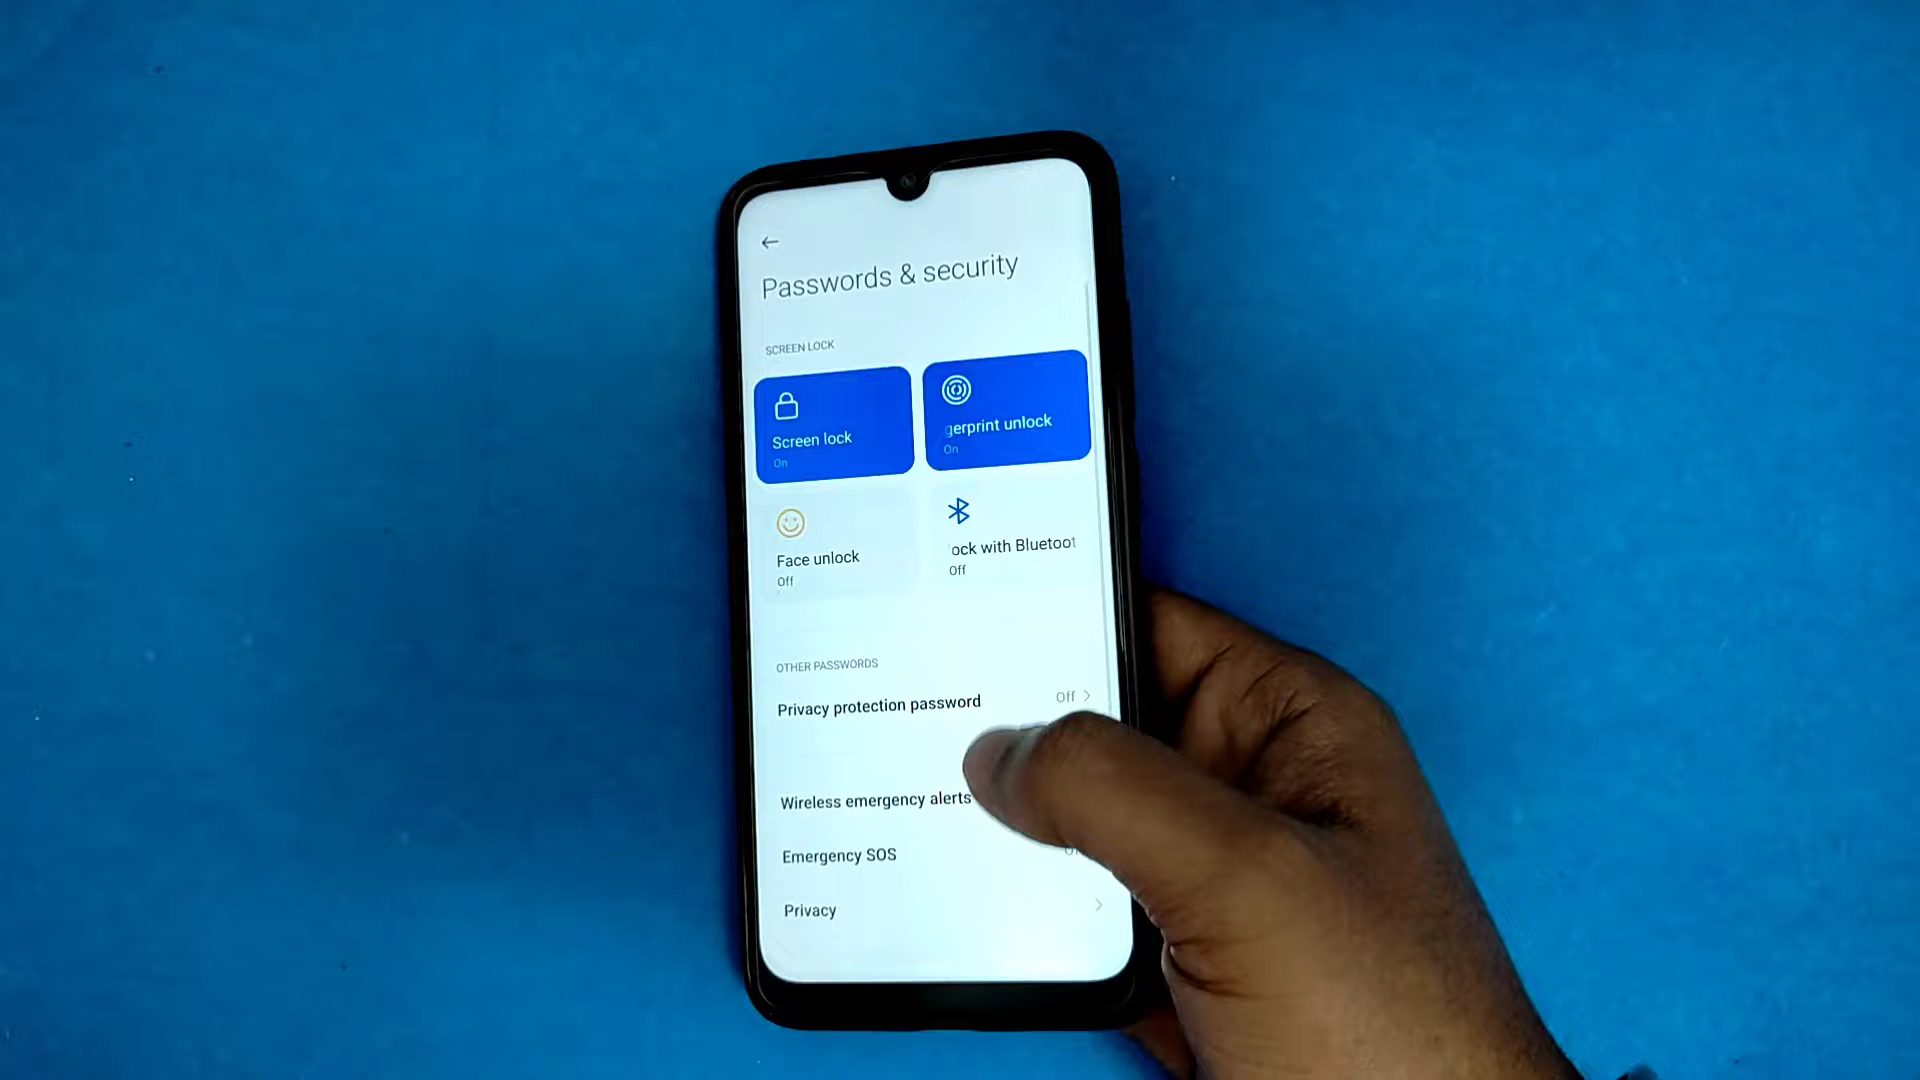 Passwords & security
SCREEN LOCK
Screen lock
On
gerprint unlock
On
Face unlock
Off
ock with Bluetoot
Off
OTHER PASSWORDS
Privacy protection password
Off
Wireless emergency alerts
Emergency SOS
Privacy